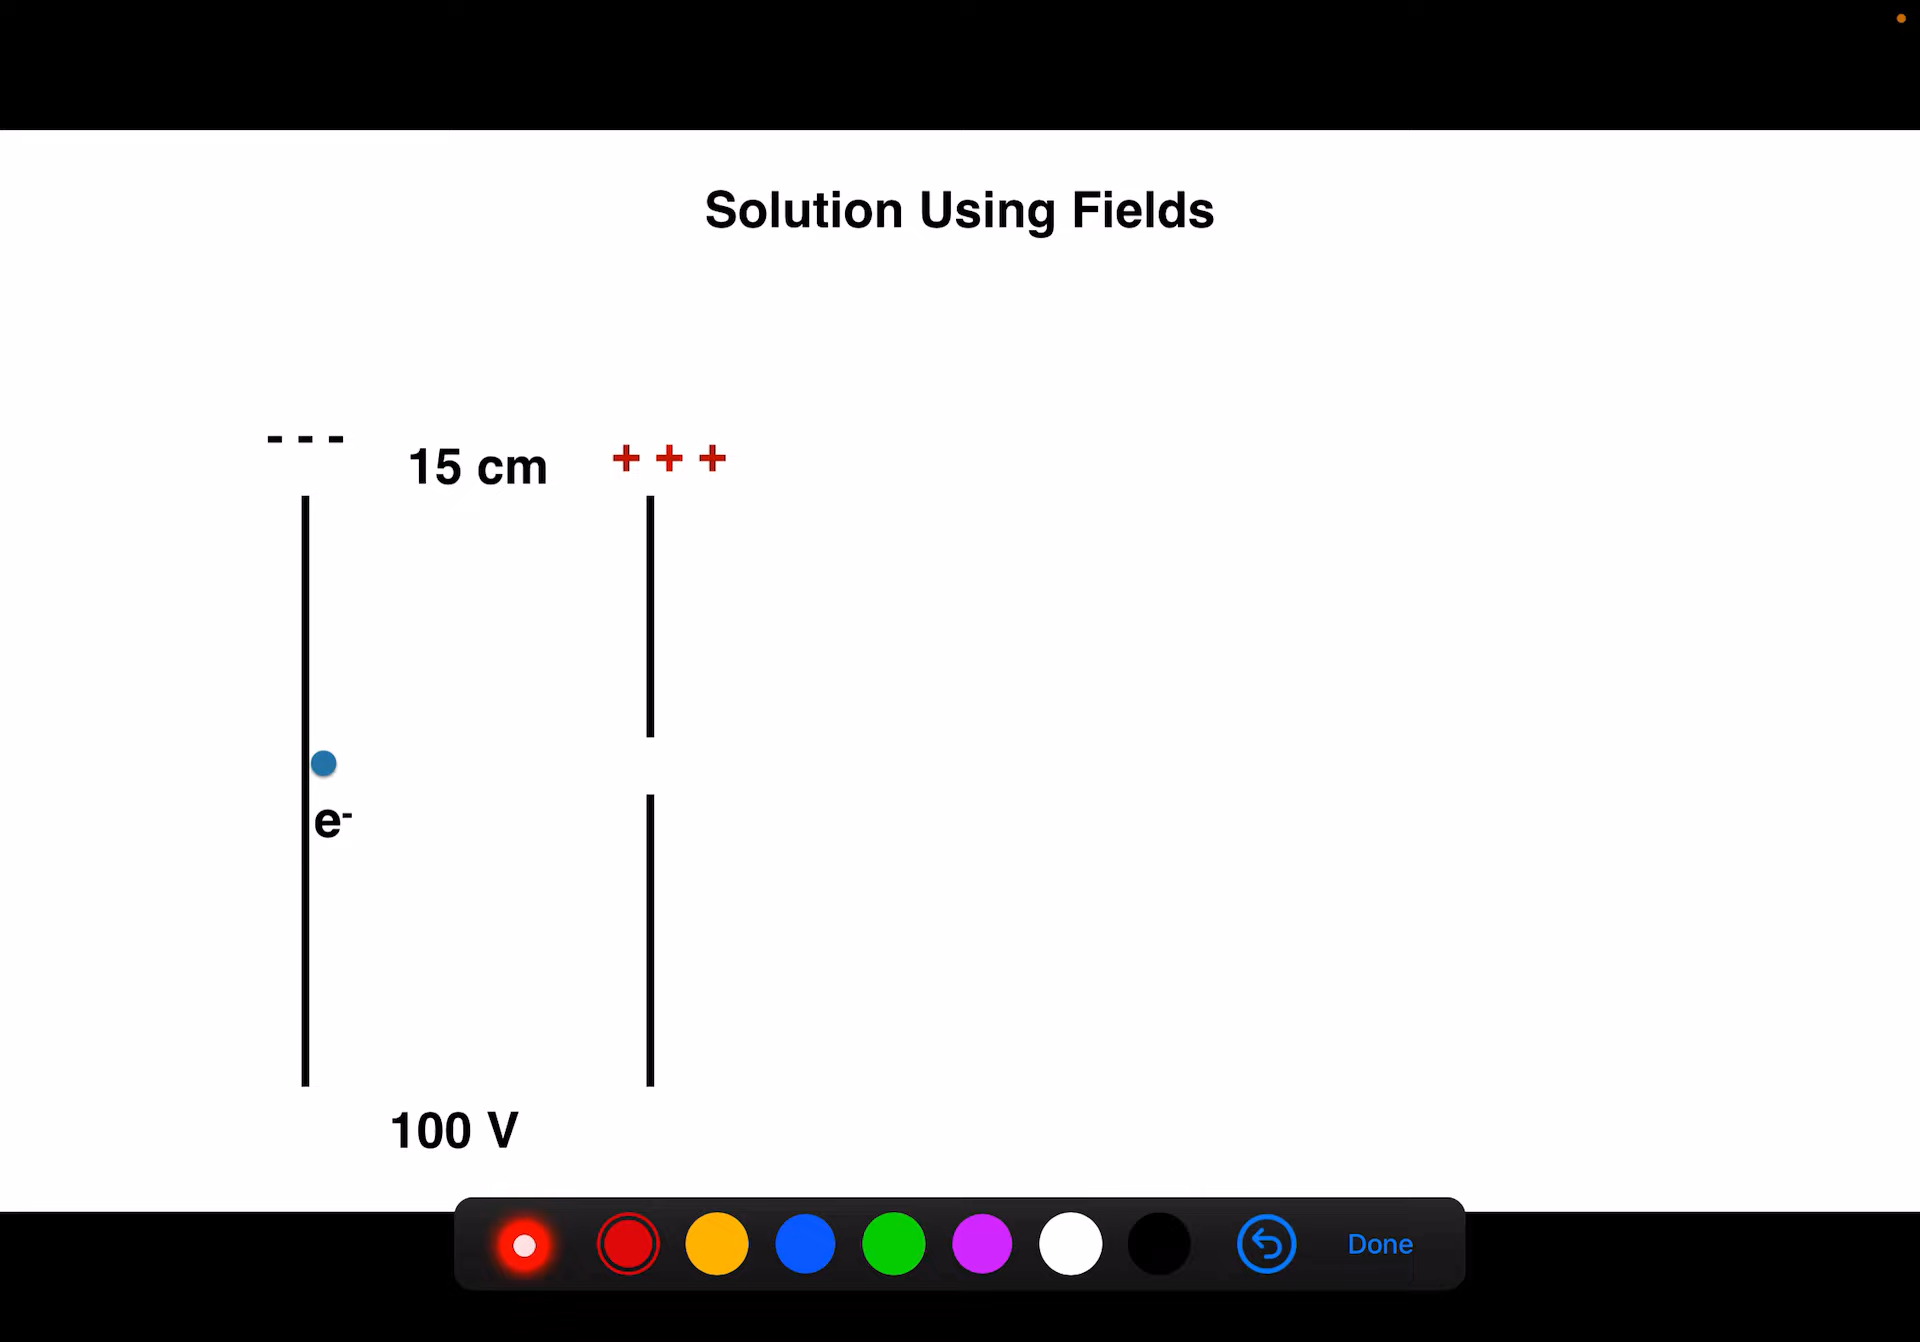 Solution Using Fields
- - -
15 cm
+ + +
e⁻
100 V
Done